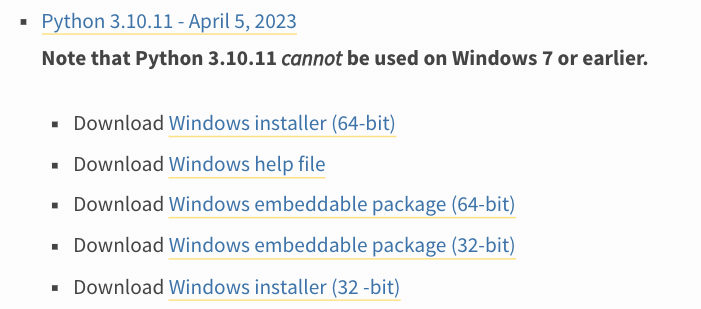 Python 3.10.11 - April 5, 2023
Note that Python 3.10.11 cannot be used on Windows 7 or earlier.
Download Windows installer (64-bit)
Download Windows help file
Download Windows embeddable package (64-bit)
Download Windows embeddable package (32-bit)
Download Windows installer (32 -bit)